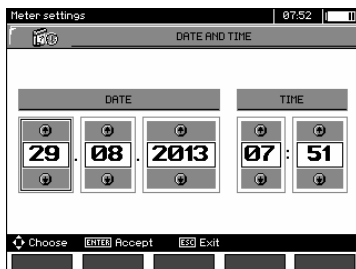 Meter settings 07:52
DATE AND TIME
DATE TIME
29 . 08 . 2013 07 : 51
Choose ENTER Accept ESC Exit